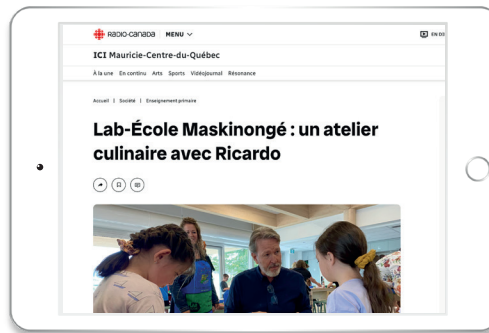 RADIO-CANADA MENU
ICI Mauricie-Centre-du-Québec
À la une En continu Arts Sports Vidéojournal Résonance
Accueil | Société | Enseignement primaire
Lab-École Maskinongé : un atelier
culinaire avec Ricardo